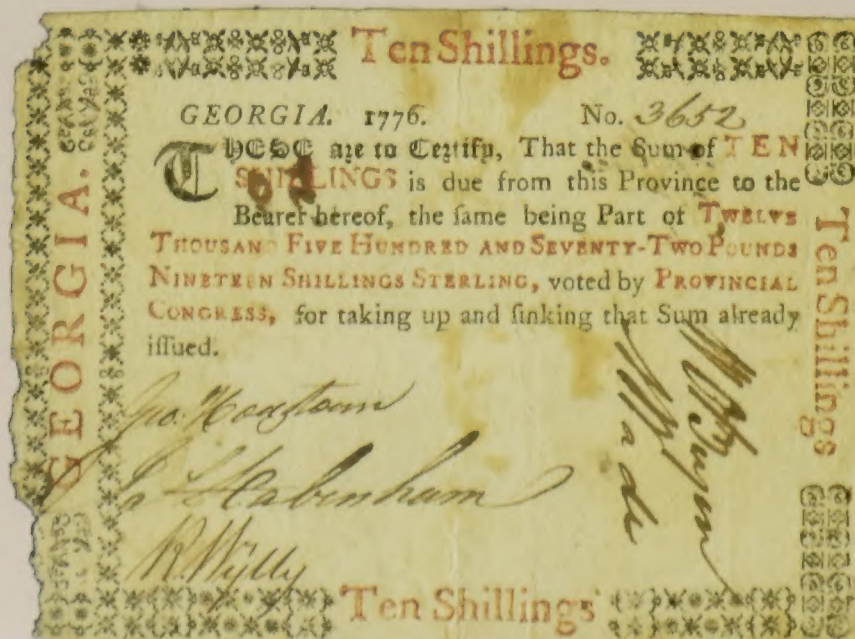 Ten Shillings.
GEORGIA. 1776. No. 3652
THESE are to Certify, That the Sum of TEN
SHILLINGS is due from this Province to the
Bearer hereof, the ſame being Part of TWELVE
THOUSAND FIVE HUNDRED AND SEVENTY-TWO POUNDS
NINETEEN SHILLINGS STERLING, voted by PROVINCIAL
CONGRESS, for taking up and ſinking that Sum already
iſſued.
R. Wylly
Ten Shillings
GEORGIA.
Ten Shillings